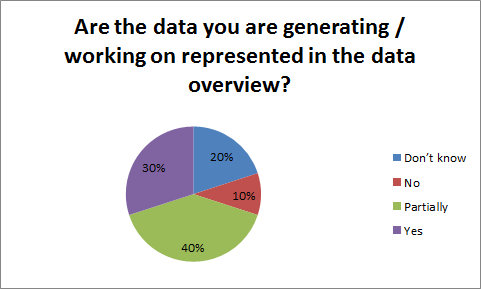 Are the data you are generating /
working on represented in the data
overview?
20%
30%
10%
40%
Don't know
No
Partially
Yes